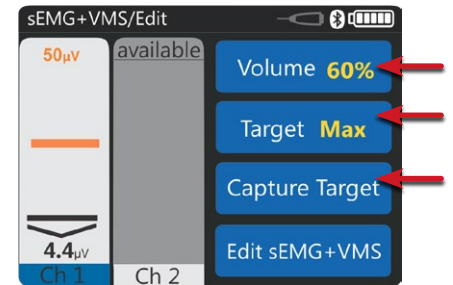 sEMG+VMS/Edit
50µV
available
Volume 60%
Target Max
Capture Target
Edit sEMG+VMS
4.4µV
Ch 1
Ch 2